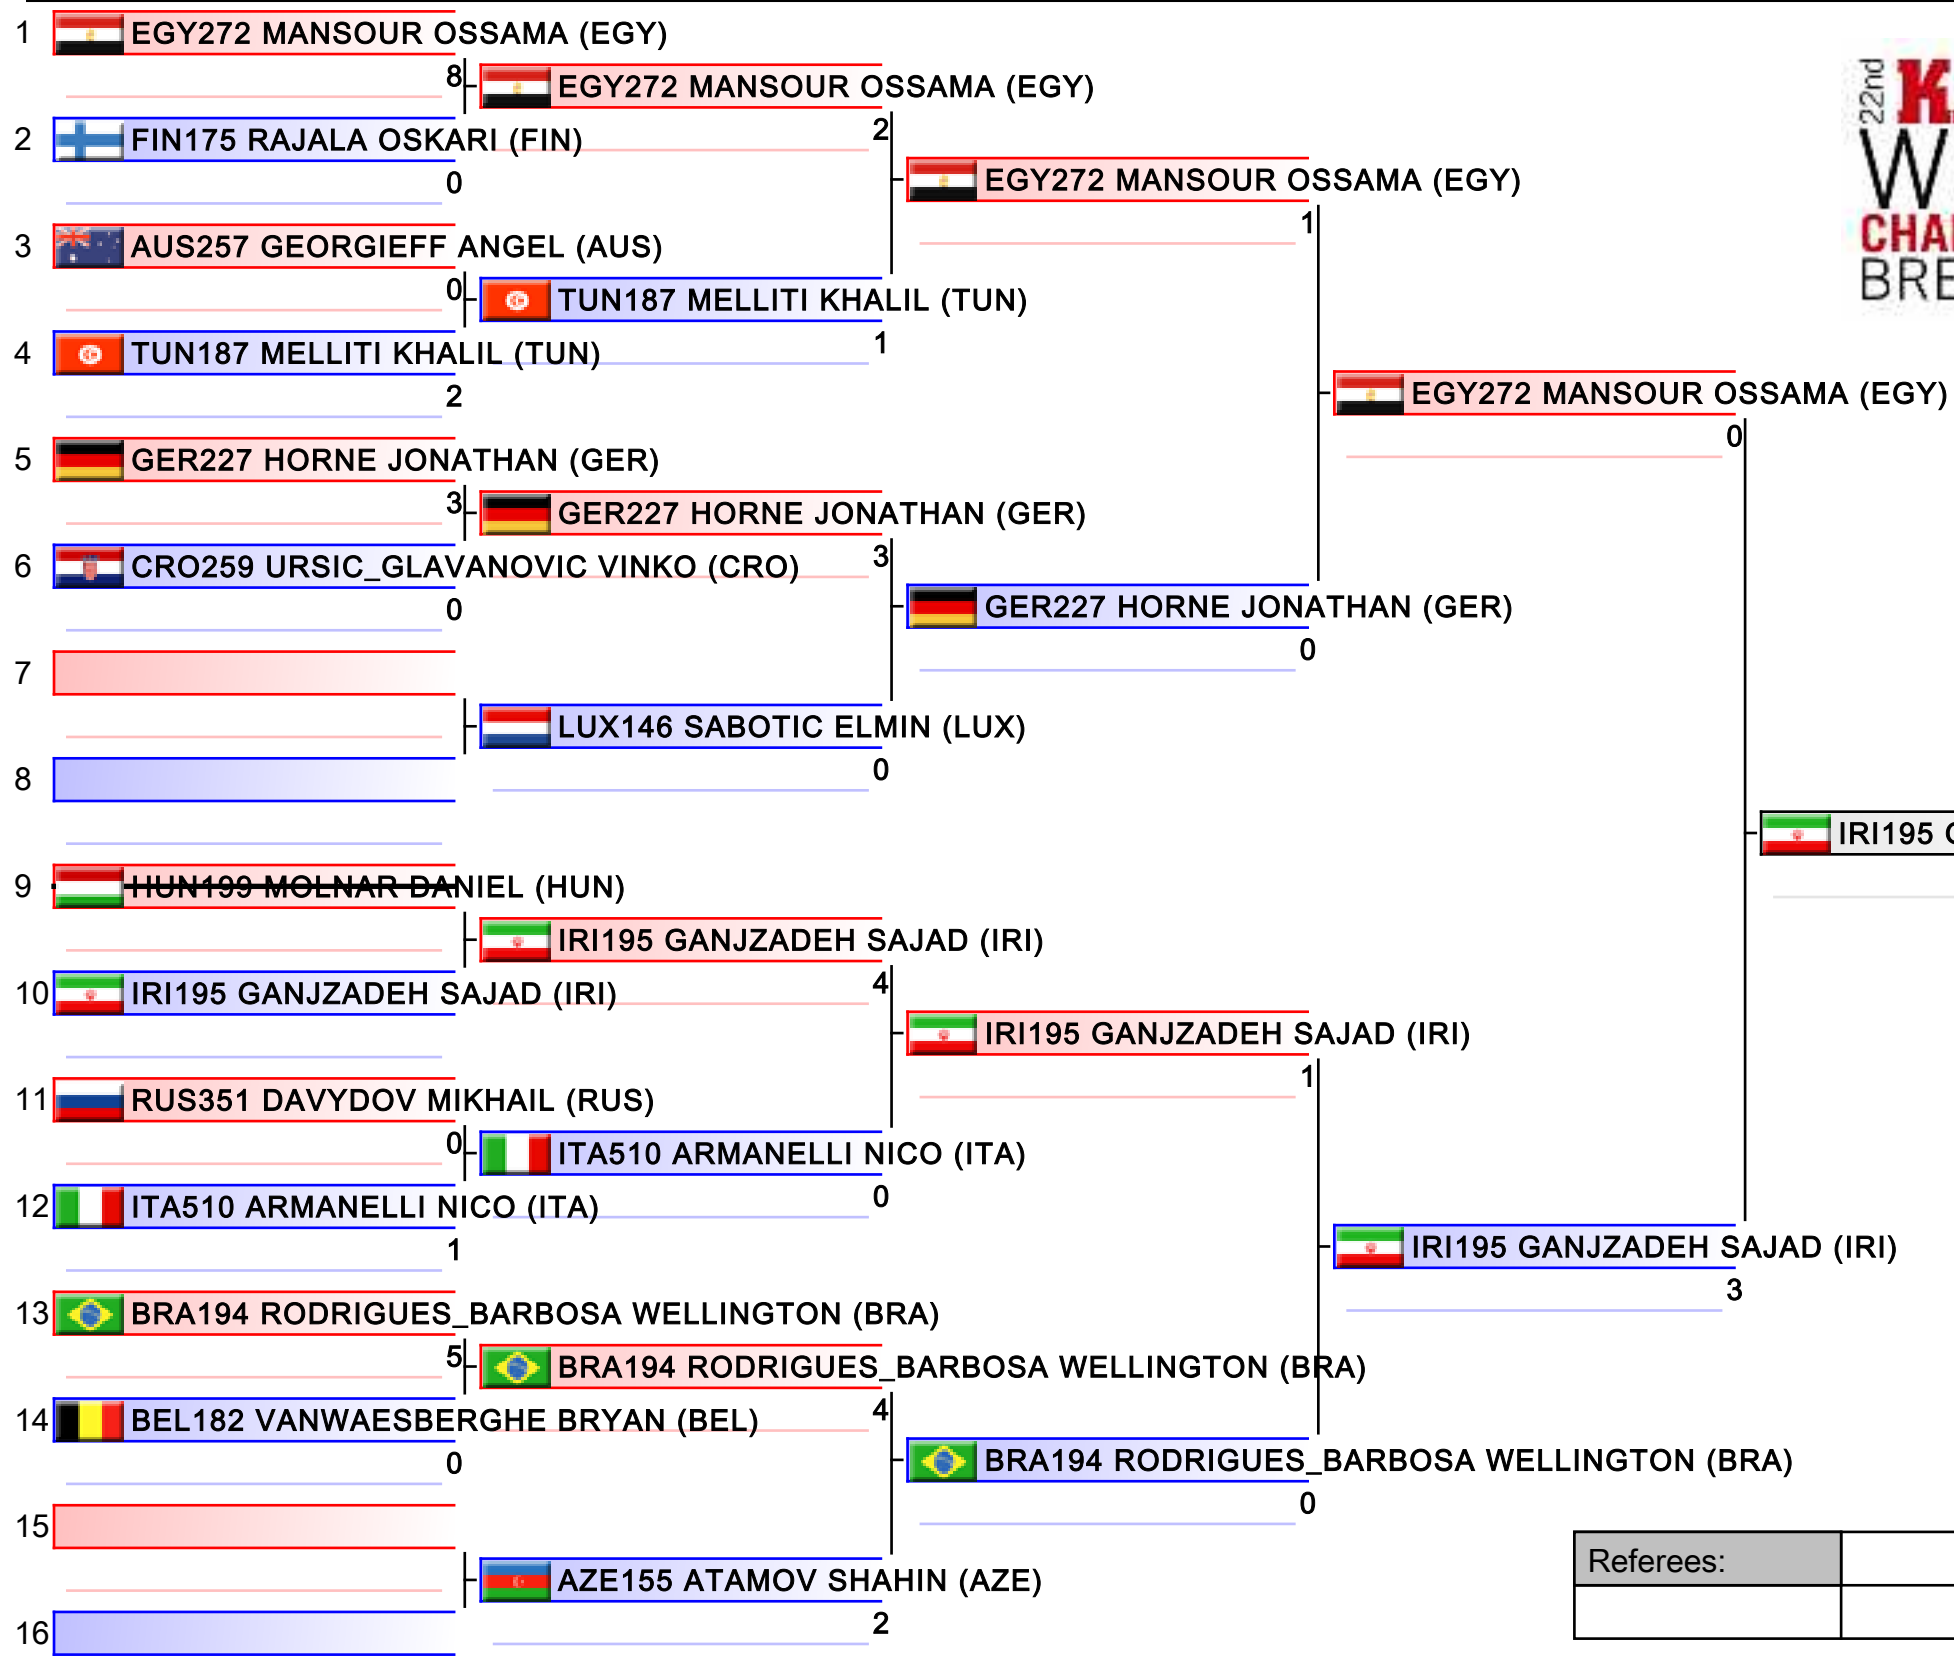 1 EGY272 MANSOUR OSSAMA (EGY)
8 EGY272 MANSOUR OSSAMA (EGY)
2 FIN175 RAJALA OSKARI (FIN)
2
0
EGY272 MANSOUR OSSAMA (EGY)
1
3 AUS257 GEORGIEFF ANGEL (AUS)
0 TUN187 MELLITI KHALIL (TUN)
4 TUN187 MELLITI KHALIL (TUN)
1
2
EGY272 MANSOUR OSSAMA (EGY)
0
5 GER227 HORNE JONATHAN (GER)
3 GER227 HORNE JONATHAN (GER)
6 CRO259 URSIC_GLAVANOVIC VINKO (CRO)
3
0
GER227 HORNE JONATHAN (GER)
0
7
LUX146 SABOTIC ELMIN (LUX)
0
8
IRI195
9 HUN199 MOLNAR DANIEL (HUN)
IRI195 GANJZADEH SAJAD (IRI)
10 IRI195 GANJZADEH SAJAD (IRI)
4
IRI195 GANJZADEH SAJAD (IRI)
1
11 RUS351 DAVYDOV MIKHAIL (RUS)
0 ITA510 ARMANELLI NICO (ITA)
12 ITA510 ARMANELLI NICO (ITA)
0
1
IRI195 GANJZADEH SAJAD (IRI)
3
13 BRA194 RODRIGUES_BARBOSA WELLINGTON (BRA)
5 BRA194 RODRIGUES_BARBOSA WELLINGTON (BRA)
14 BEL182 VANWAESBERGHE BRYAN (BEL)
4
0
BRA194 RODRIGUES_BARBOSA WELLINGTON (BRA)
0
15
AZE155 ATAMOV SHAHIN (AZE)
2
16
22nd K
W
CHA
BRE
Referees: